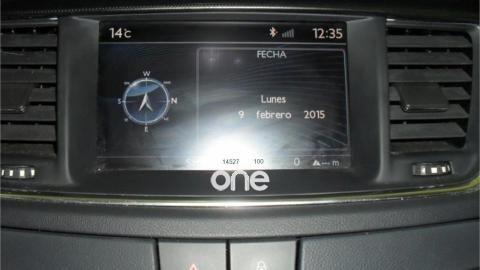 14°c 12:35
FECHA
W
S N
E
Lunes
9 febrero 2015
14527 100 0 --- m
one